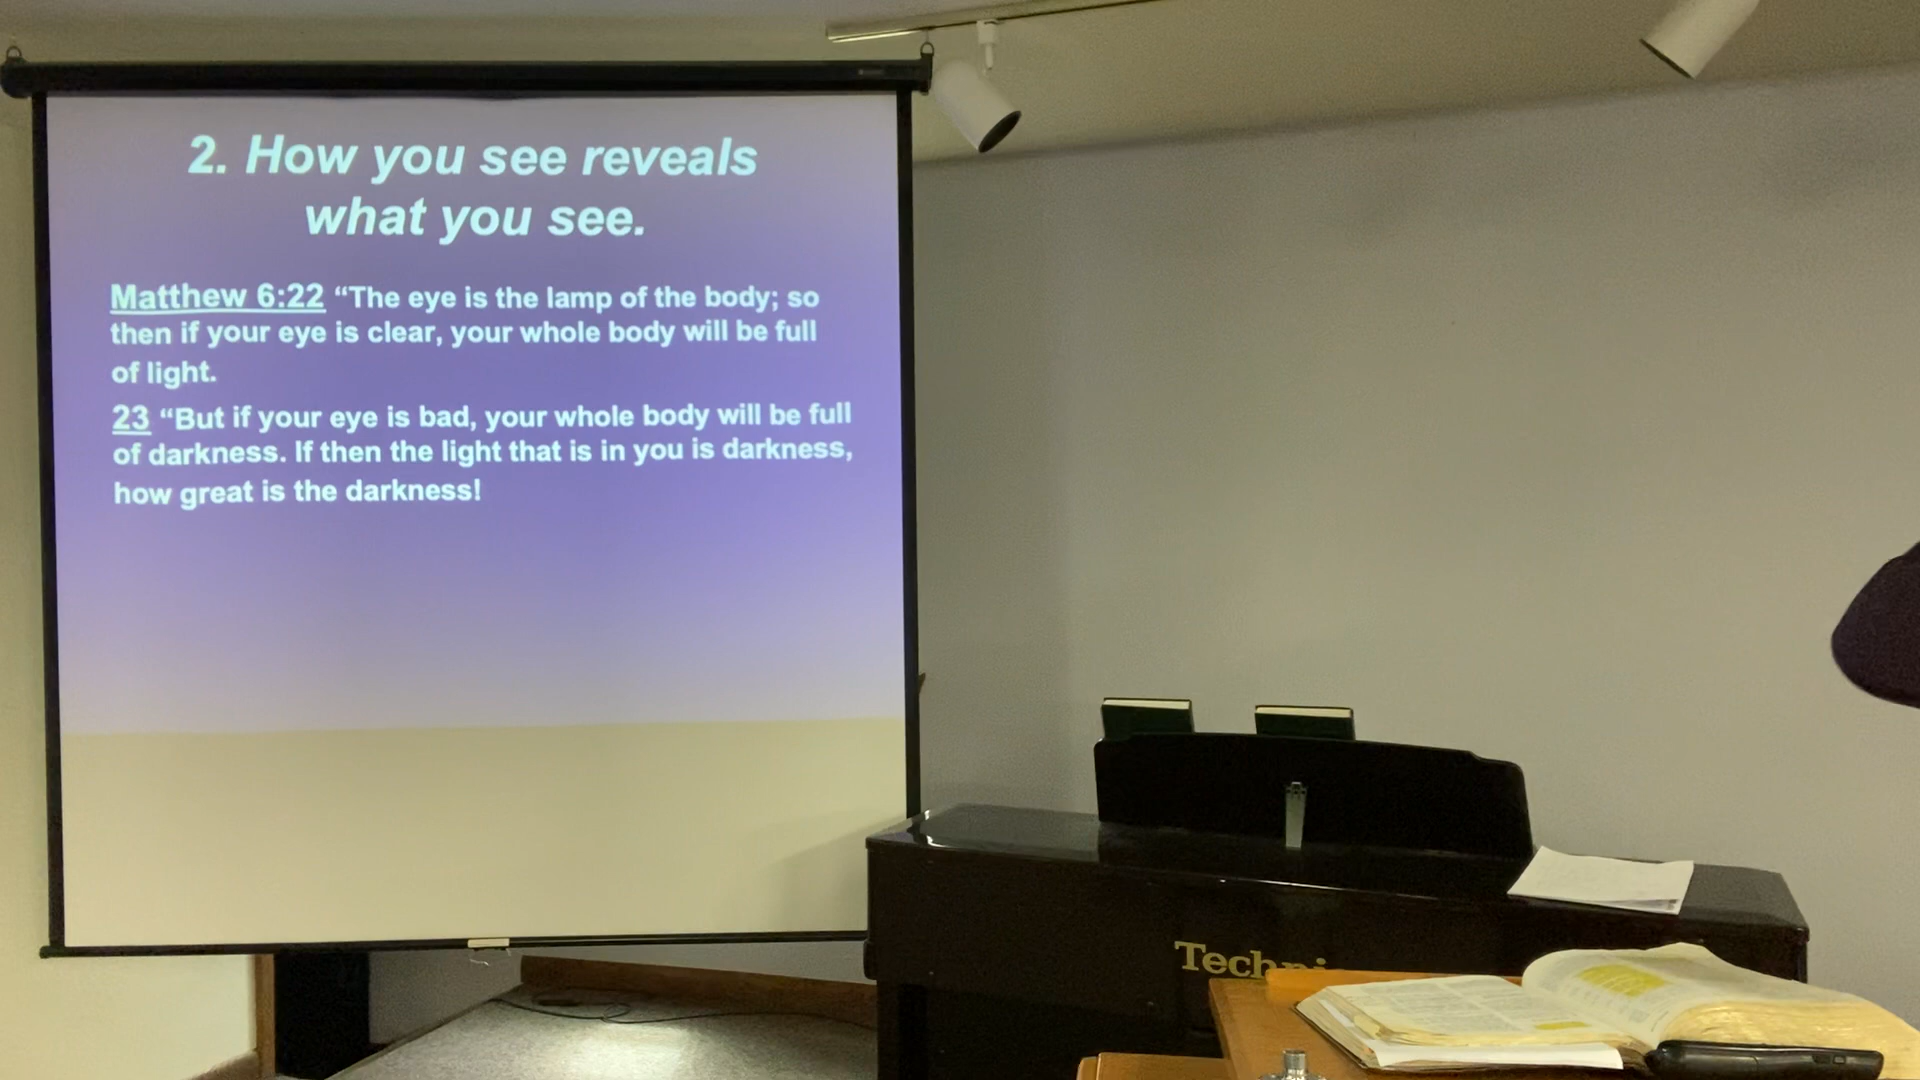 2. How you see reveals
what you see.
Matthew 6:22 “The eye is the lamp of the body; so
then if your eye is clear, your whole body will be full
of light.
23 “But if your eye is bad, your whole body will be full
of darkness. If then the light that is in you is darkness,
how great is the darkness!
Techni